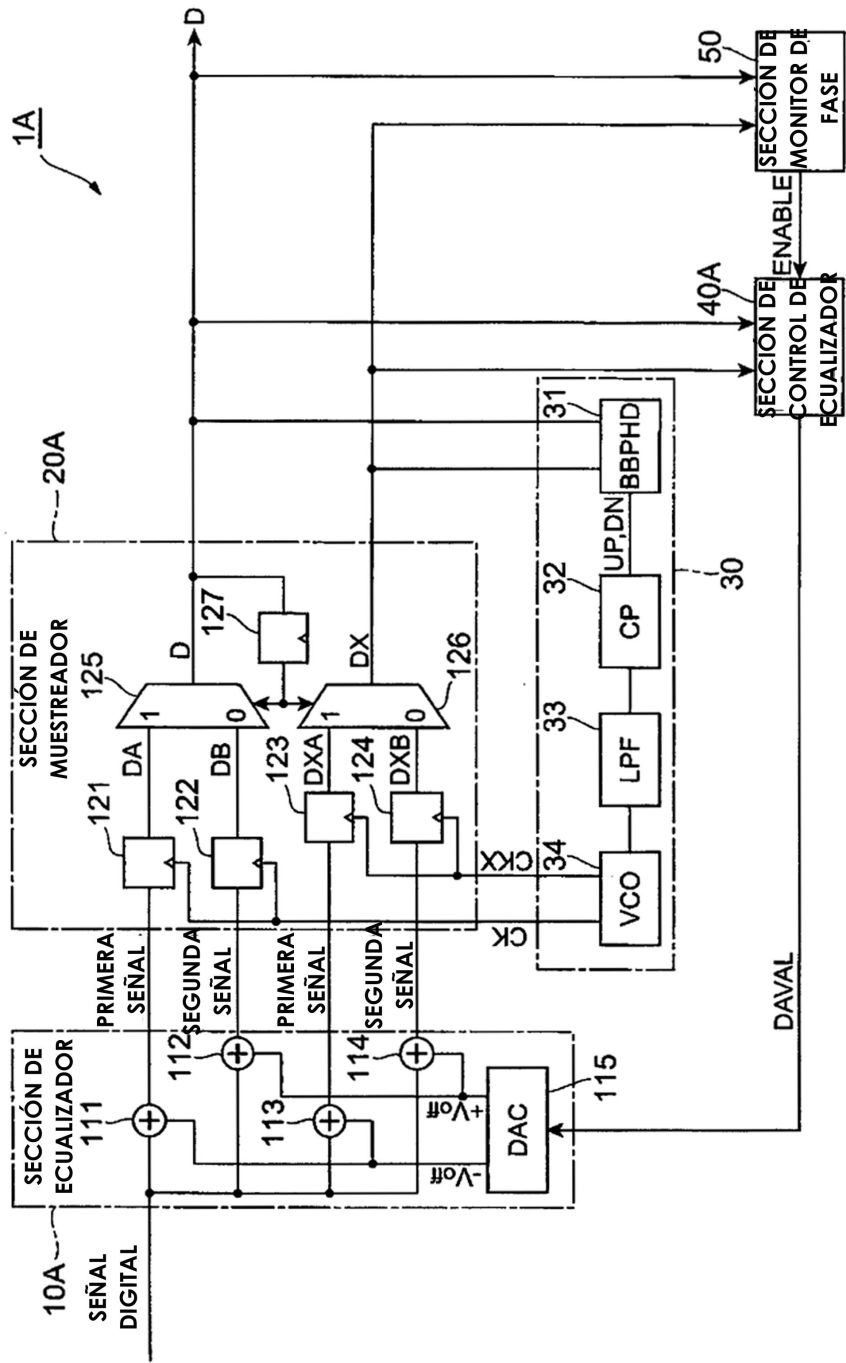 1A
SECCIÓN DE
ECUALIZADOR
10A
SEÑAL
DIGITAL
111
112
113
114
-Voff
+Voff
DAC
115
PRIMERA
SEÑAL
SEGUNDA
SEÑAL
PRIMERA
SEÑAL
SEGUNDA
SEÑAL
SECCIÓN DE
MUESTREADOR
20A
121
122
123
124
DA
DB
DXA
DXB
125
1
0
126
1
0
127
D
DX
D
CK
CKX
VCO
34
LPF
33
CP
32
UP,DN
BBPHD
31
30
DAVAL
SECCIÓN DE
CONTROL DE
ECUALIZADOR
40A
ENABLE
SECCIÓN DE
MONITOR DE
FASE
50